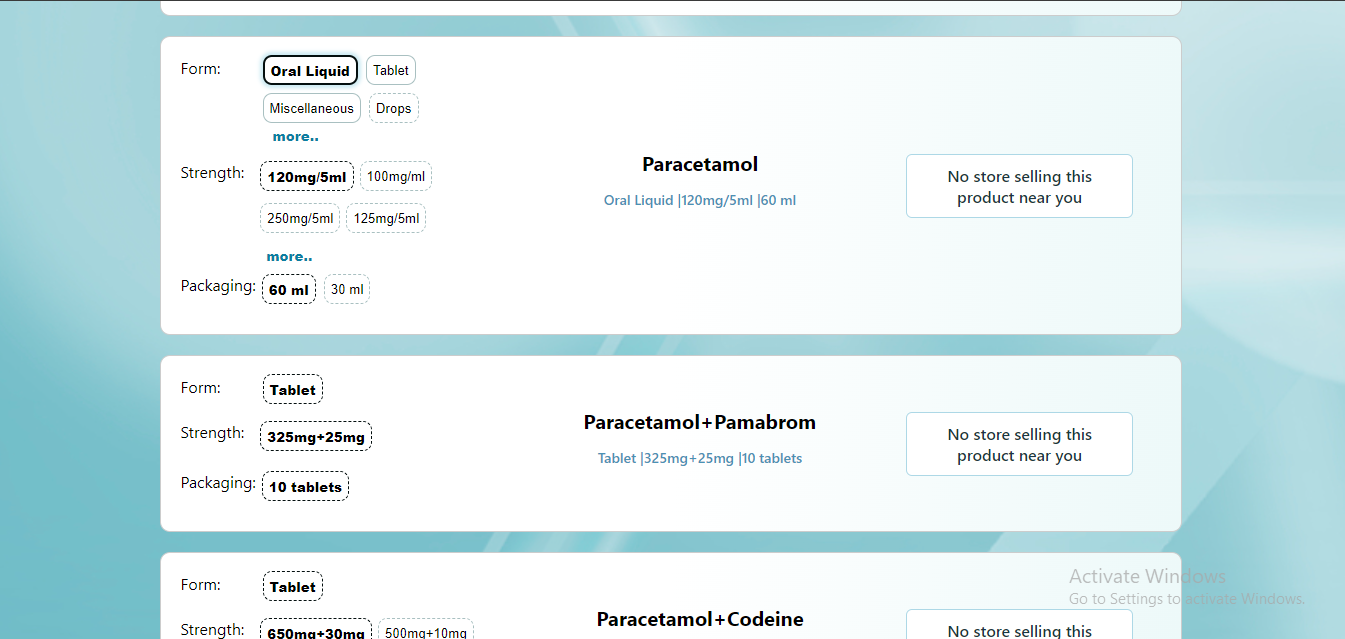 Form:
Oral Liquid
Tablet
Miscellaneous
Drops
more..
Strength:
120mg/5ml
100mg/ml
250mg/5ml
125mg/5ml
more..
Packaging:
60 ml
30 ml
Paracetamol
Oral Liquid |120mg/5ml |60 ml
No store selling this
product near you
Form:
Tablet
Strength:
325mg+25mg
Packaging:
10 tablets
Paracetamol+Pamabrom
Tablet |325mg+25mg |10 tablets
No store selling this
product near you
Form:
Tablet
Strength:
650mg+30mg
500mg+10mg
Paracetamol+Codeine
No store selling this
Activate Windows
Go to Settings to activate Windows.